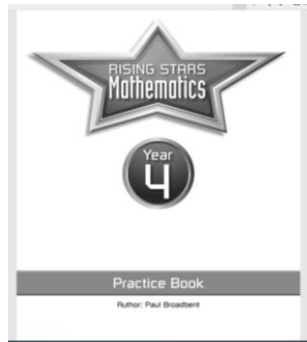 RISING STARS
Mathematics
Year
4
Practice Book
Author: Paul Broadbent